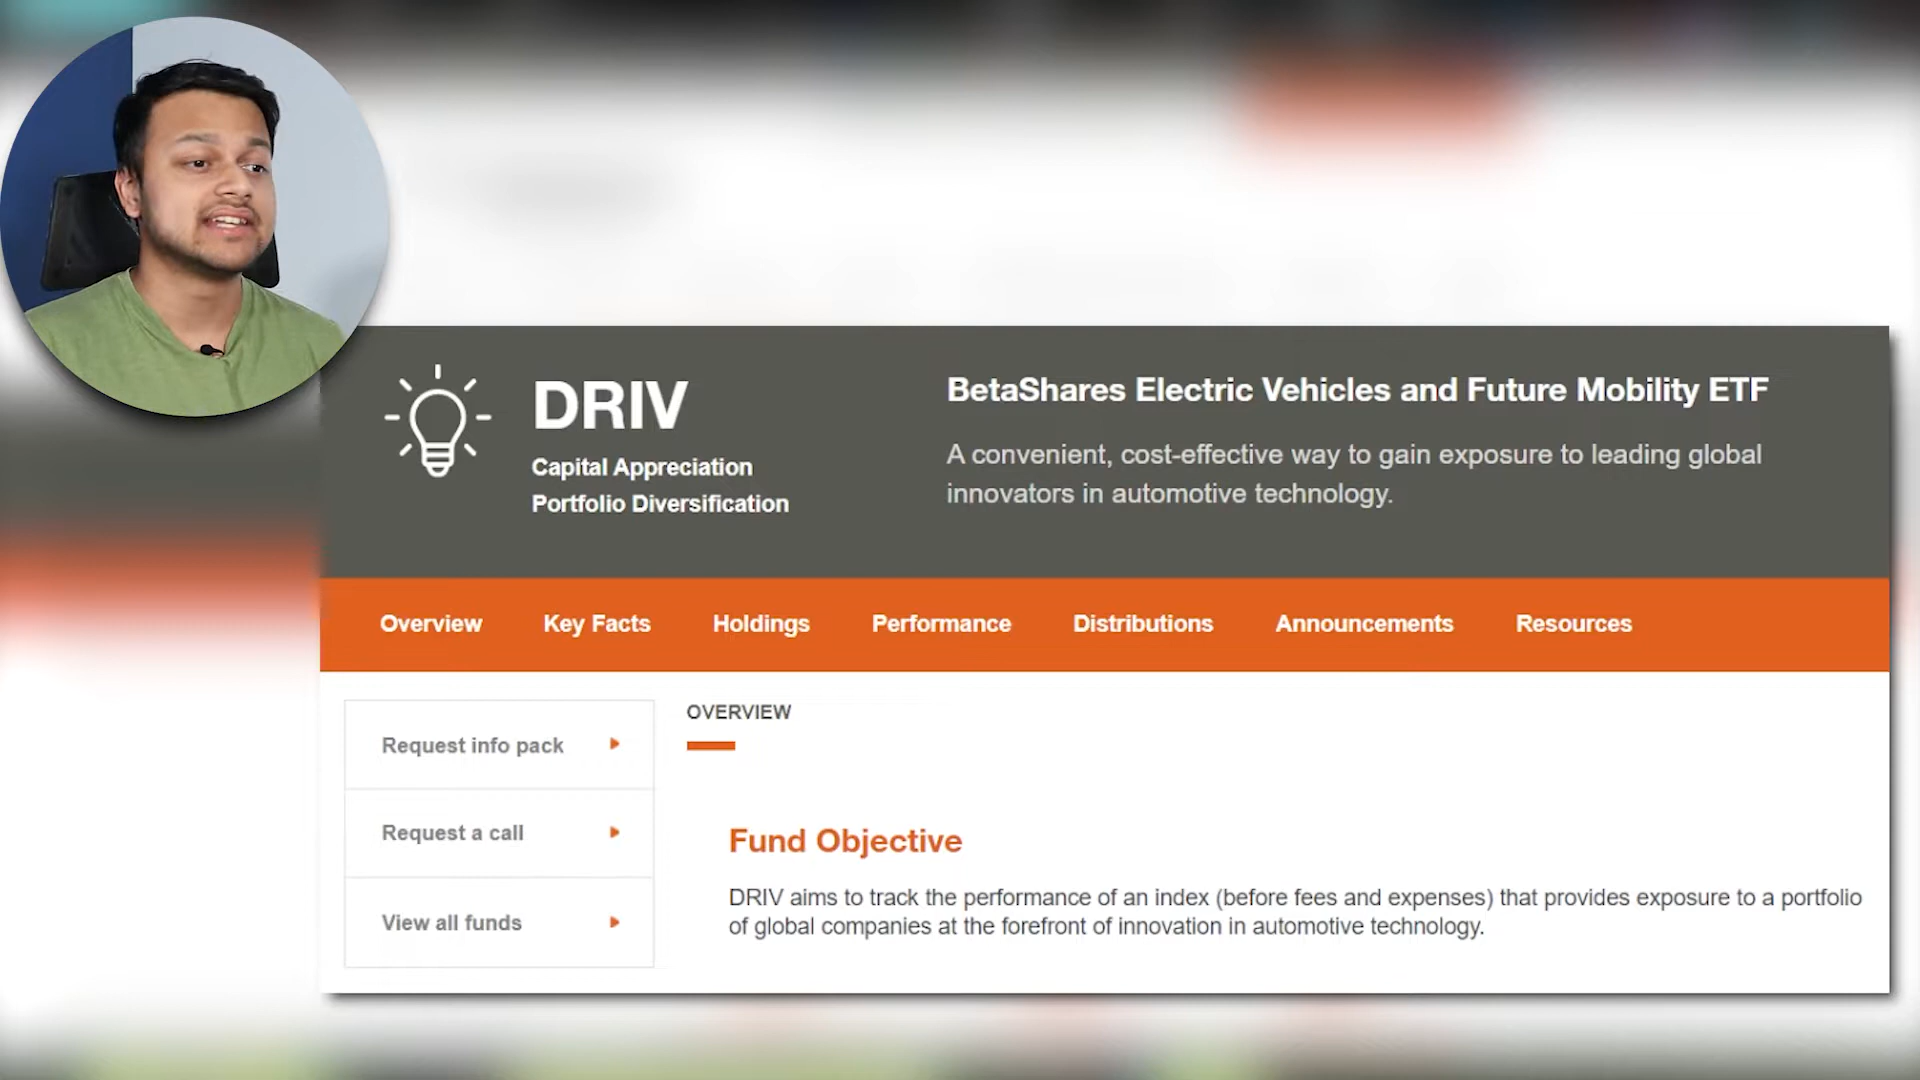 DRIV
Capital Appreciation
Portfolio Diversification
BetaShares Electric Vehicles and Future Mobility ETF
A convenient, cost-effective way to gain exposure to leading global
innovators in automotive technology.
Overview Key Facts Holdings Performance Distributions Announcements Resources
Request info pack
Request a call
View all funds
OVERVIEW
Fund Objective
DRIV aims to track the performance of an index (before fees and expenses) that provides exposure to a portfolio
of global companies at the forefront of innovation in automotive technology.